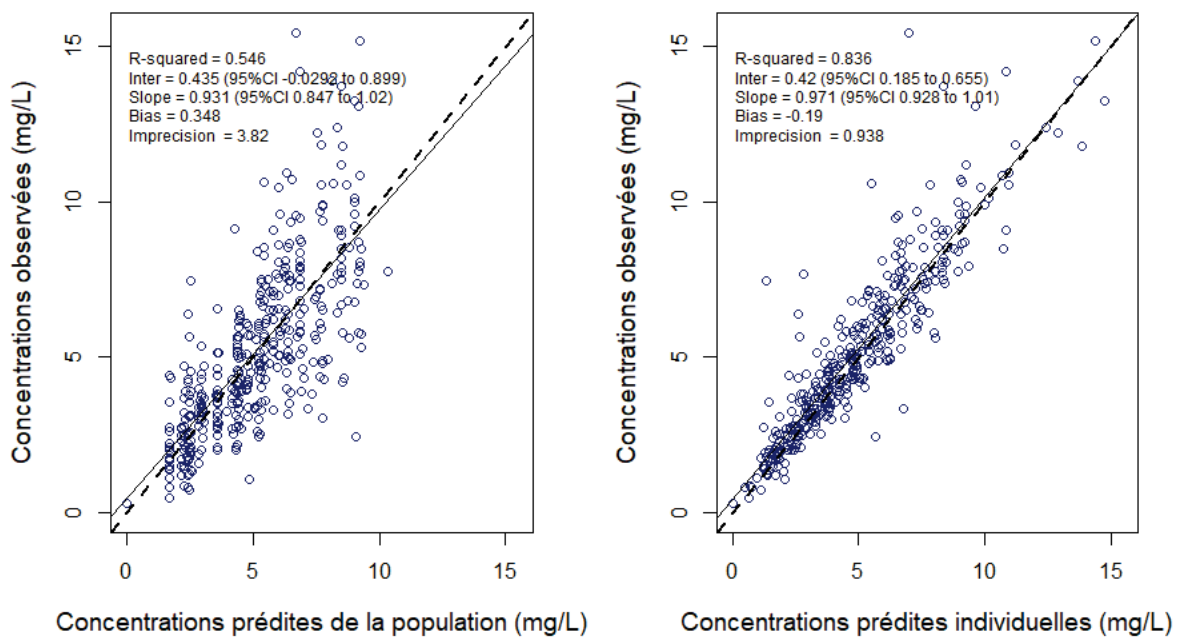 R-squared = 0.546
Inter = 0.435 (95%CI -0.0292 to 0.899)
Slope = 0.931 (95%CI 0.847 to 1.02)
Bias = 0.348
Imprecision = 3.82
Concentrations observées (mg/L)
0
5
10
15
0
5
10
15
Concentrations prédites de la population (mg/L)
R-squared = 0.836
Inter = 0.42 (95%CI 0.185 to 0.655)
Slope = 0.971 (95%CI 0.928 to 1.01)
Bias = -0.19
Imprecision = 0.938
Concentrations observées (mg/L)
0
5
10
15
0
5
10
15
Concentrations prédites individuelles (mg/L)